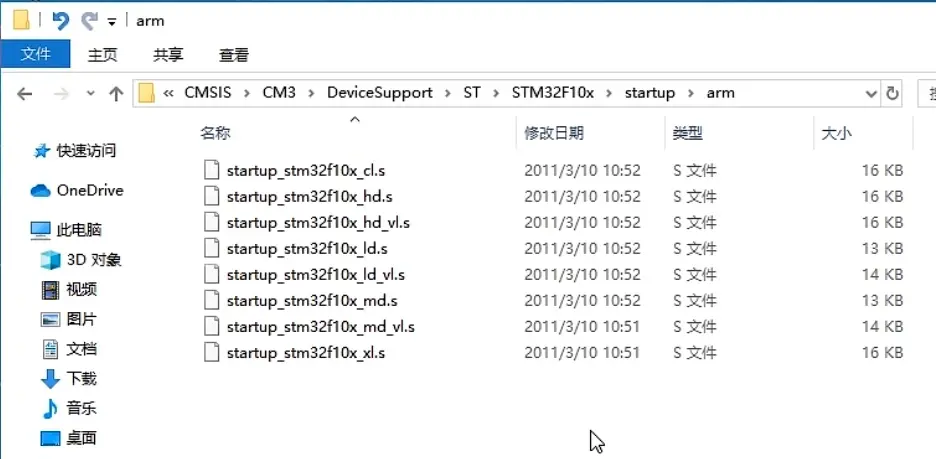 arm
文件 主页 共享 查看
« CMSIS > CM3 > DeviceSupport > ST > STM32F10x > startup > arm
名称 修改日期 类型 大小
快速访问
OneDrive
此电脑
3D 对象
视频
图片
文档
下载
音乐
桌面
startup_stm32f10x_cl.s 2011/3/10 10:52 S 文件 16 KB
startup_stm32f10x_hd.s 2011/3/10 10:52 S 文件 16 KB
startup_stm32f10x_hd_vl.s 2011/3/10 10:52 S 文件 16 KB
startup_stm32f10x_ld.s 2011/3/10 10:52 S 文件 13 KB
startup_stm32f10x_ld_vl.s 2011/3/10 10:52 S 文件 14 KB
startup_stm32f10x_md.s 2011/3/10 10:52 S 文件 13 KB
startup_stm32f10x_md_vl.s 2011/3/10 10:51 S 文件 14 KB
startup_stm32f10x_xl.s 2011/3/10 10:51 S 文件 16 KB